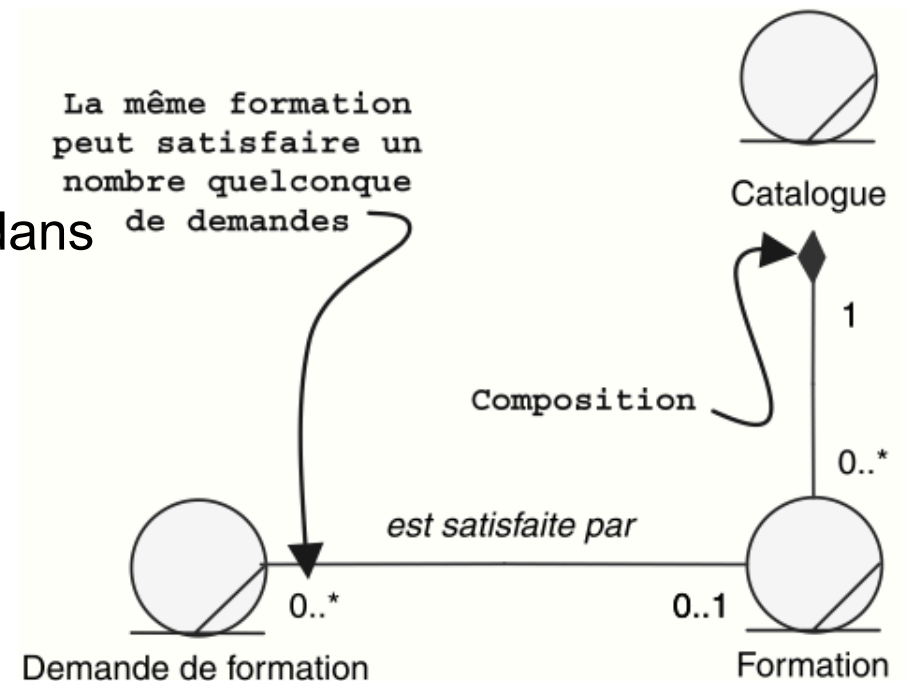 La même formation
peut satisfaire un
nombre quelconque
de demandes
dans
Catalogue
1
Composition
0..*
est satisfaite par
0..*
0..1
Demande de formation
Formation